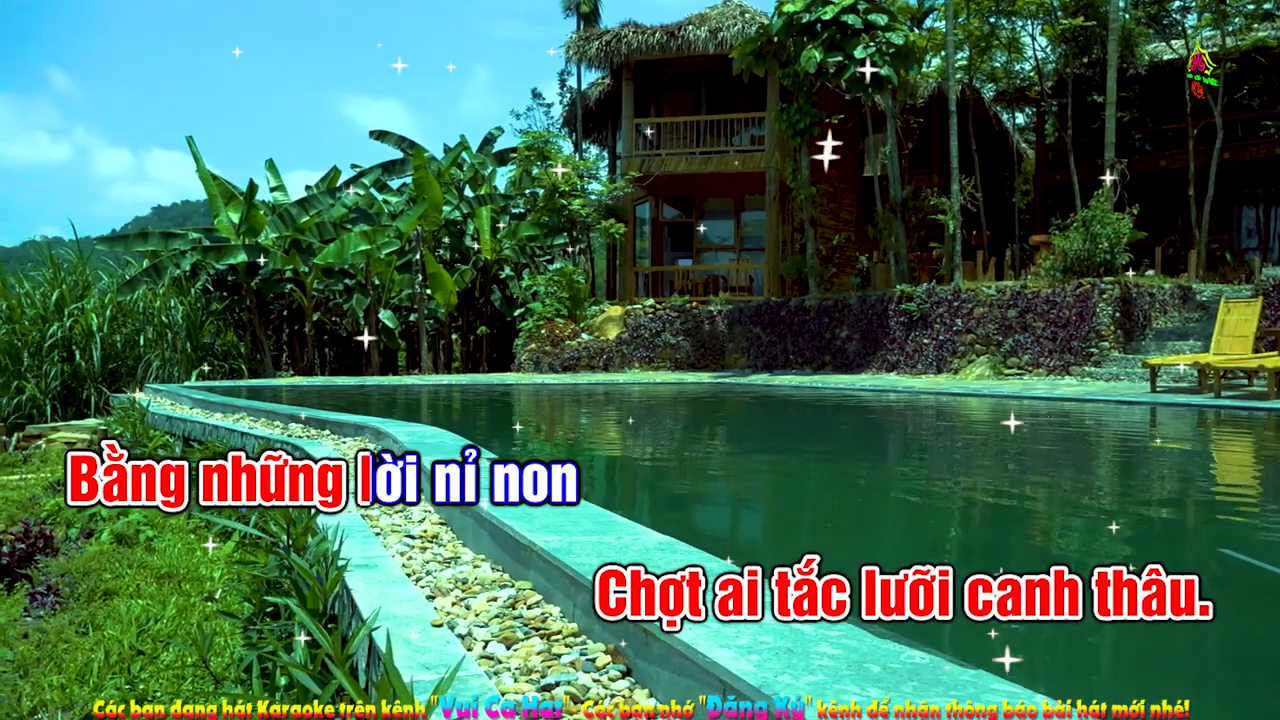 Bằng những lời nỉ non
Chợt ai tắc lưỡi canh thâu.
Các bạn đang hát Karaoke trên kênh "Vui Ca Hát" - Các bạn nhớ "Đăng Ký" kênh để nhận thông báo bài hát mới nhé!